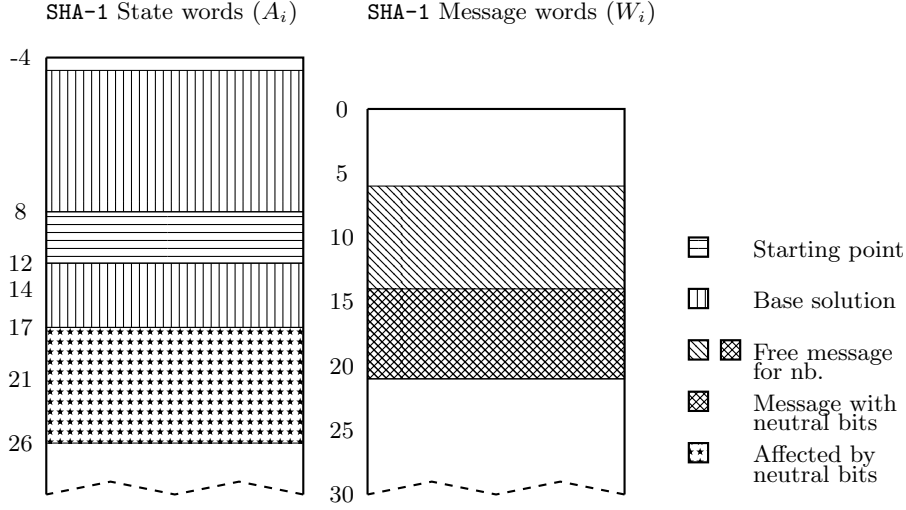 SHA-1 State words (A_i)
SHA-1 Message words (W_i)
-4
8
12
14
17
21
26
0
5
10
15
20
25
30
Starting point
Base solution
Free message
for nb.
Message with
neutral bits
Affected by
neutral bits